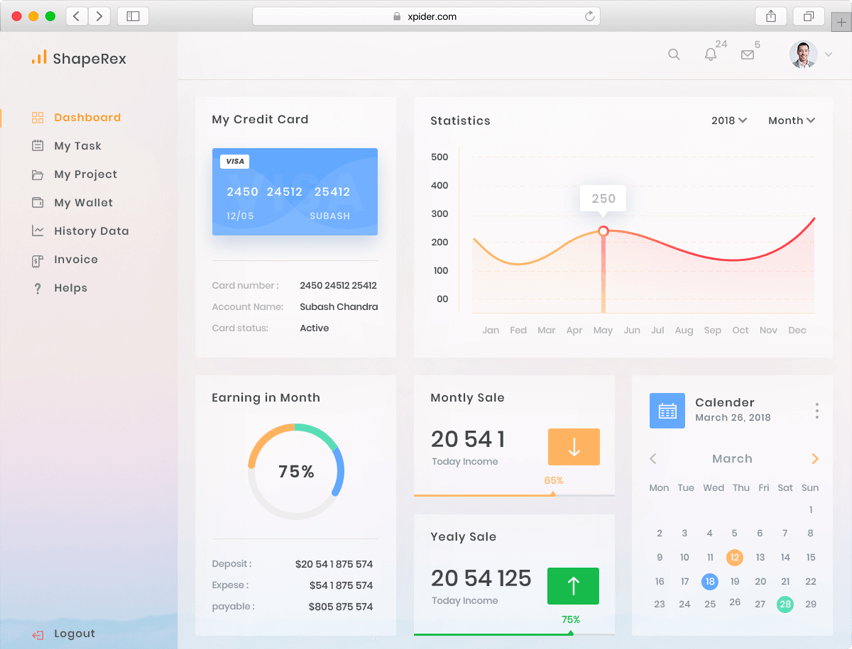 xpider.com
ShapeRex
24
5
Dashboard
My Task
My Project
My Wallet
History Data
Invoice
? Helps
Logout
My Credit Card
VISA
2450 24512 25412
12/05 SUBASH
Card number : 2450 24512 25412
Account Name: Subash Chandra
Card status: Active
Statistics
2018 Month
500
400
300
200
100
00
250
Jan Fed Mar Apr May Jun Jul Aug Sep Oct Nov Dec
Earning in Month
75%
Deposit : $20 54 1 875 574
Expese : $54 1 875 574
payable : $805 875 574
Montly Sale
20 54 1
Today Income
65%
Yealy Sale
20 54 125
Today Income
75%
Calender
March 26, 2018
March
Mon Tue Wed Thu Fri Sat Sun
1
2 3 4 5 6 7 8
9 10 11 12 13 14 15
16 17 18 19 20 21 22
23 24 25 26 27 28 29